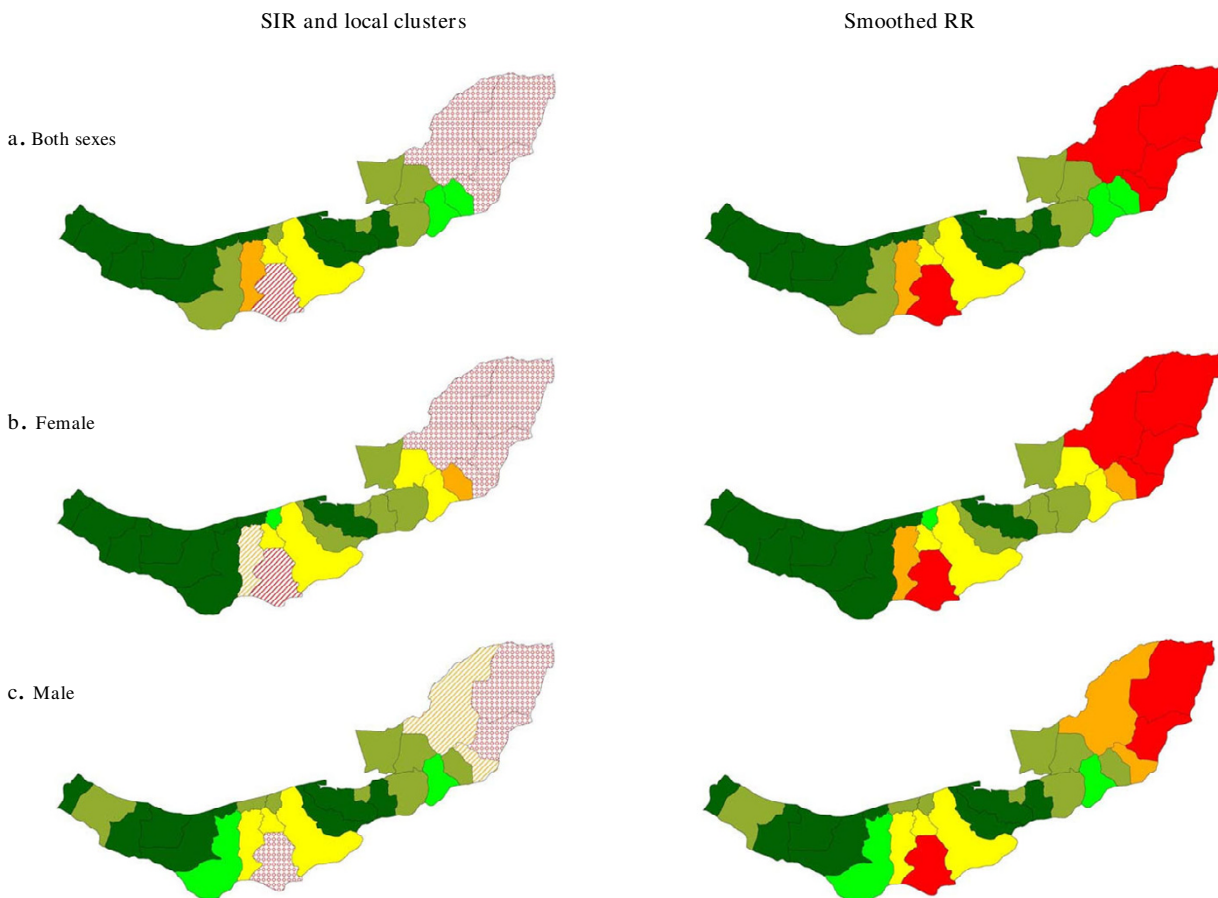 SIR and local clusters
Smoothed RR
a. Both sexes
b. Female
c. Male